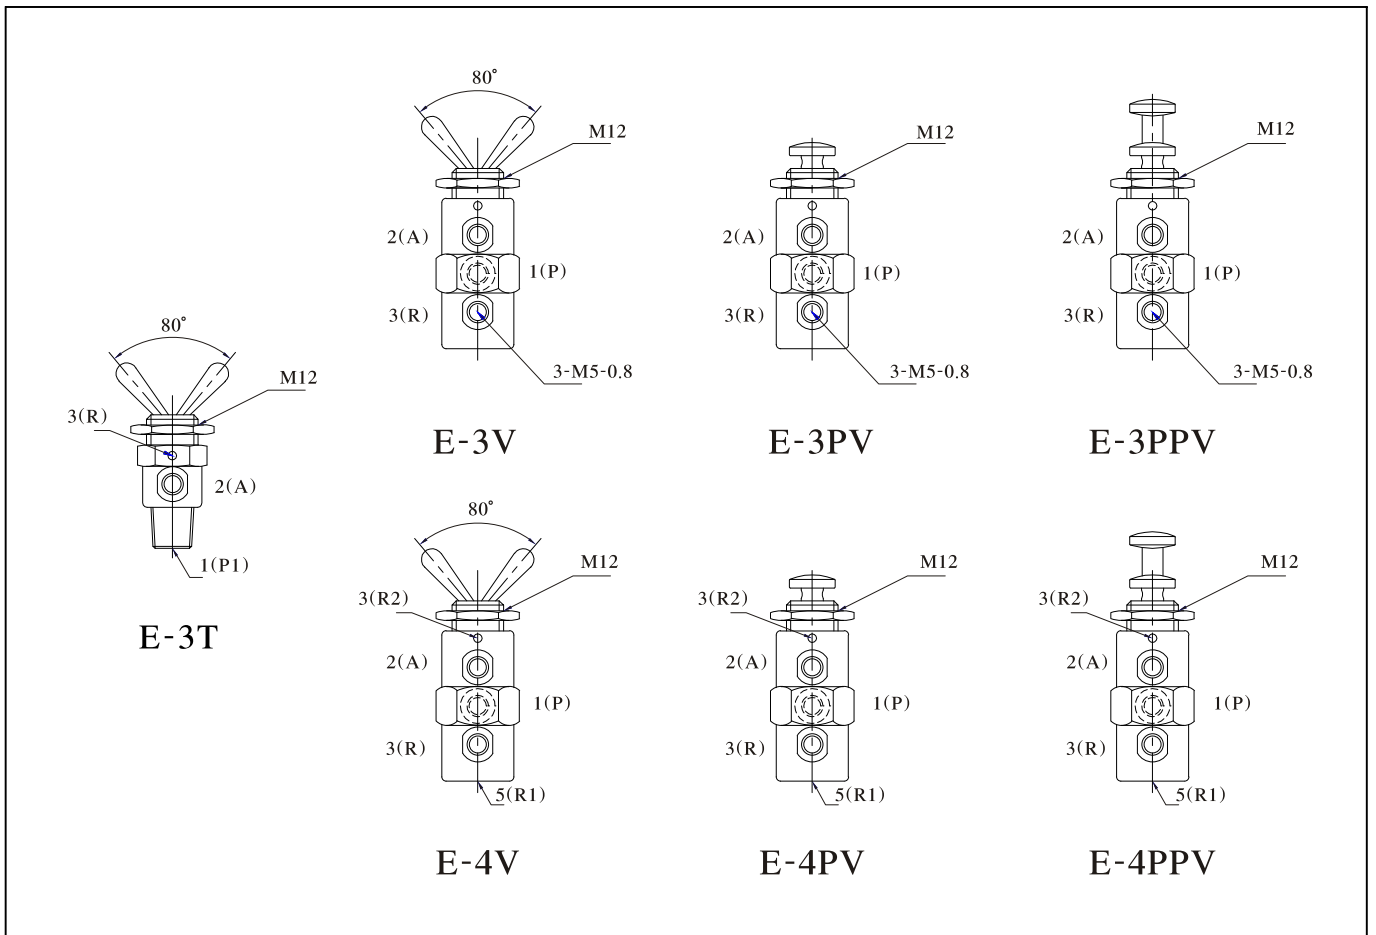 80°
M12
2(A)
1(P)
3(R)
3-M5-0.8
E-3V
M12
2(A)
1(P)
3(R)
3-M5-0.8
E-3PV
M12
2(A)
1(P)
3(R)
3-M5-0.8
E-3PPV
80°
M12
3(R)
2(A)
1(P1)
E-3T
80°
M12
3(R2)
2(A)
1(P)
3(R)
5(R1)
E-4V
M12
3(R2)
2(A)
1(P)
3(R)
5(R1)
E-4PV
M12
3(R2)
2(A)
1(P)
3(R)
5(R1)
E-4PPV